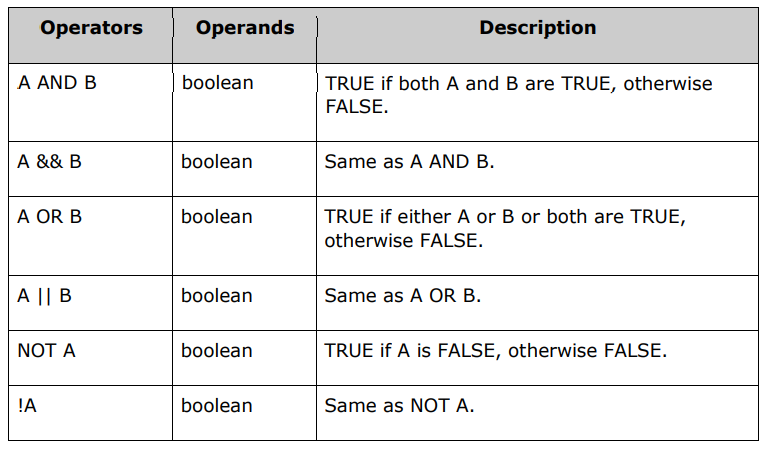 Operators Operands Description
A AND B boolean TRUE if both A and B are TRUE, otherwise
FALSE.
A && B boolean Same as A AND B.
A OR B boolean TRUE if either A or B or both are TRUE,
otherwise FALSE.
A || B boolean Same as A OR B.
NOT A boolean TRUE if A is FALSE, otherwise FALSE.
!A boolean Same as NOT A.